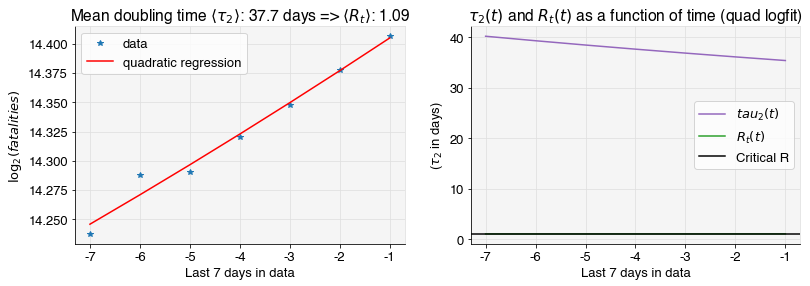 Mean doubling time ⟨τ₂⟩: 37.7 days => ⟨Rₜ⟩: 1.09
data
quadratic regression
14.400
14.375
14.350
14.325
14.300
14.275
14.250
log₂(fatalities)
-7 -6 -5 -4 -3 -2 -1
Last 7 days in data
τ₂(t) and Rₜ(t) as a function of time (quad logfit)
40
30
20
10
0
(τ₂ in days)
tau₂(t)
Rₜ(t)
Critical R
-7 -6 -5 -4 -3 -2 -1
Last 7 days in data